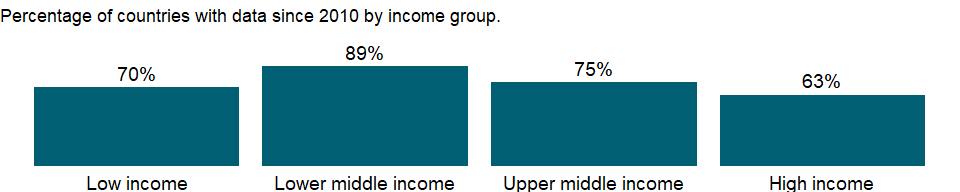 Percentage of countries with data since 2010 by income group.
89%
70%
75%
63%
Low income
Lower middle income
Upper middle income
High income